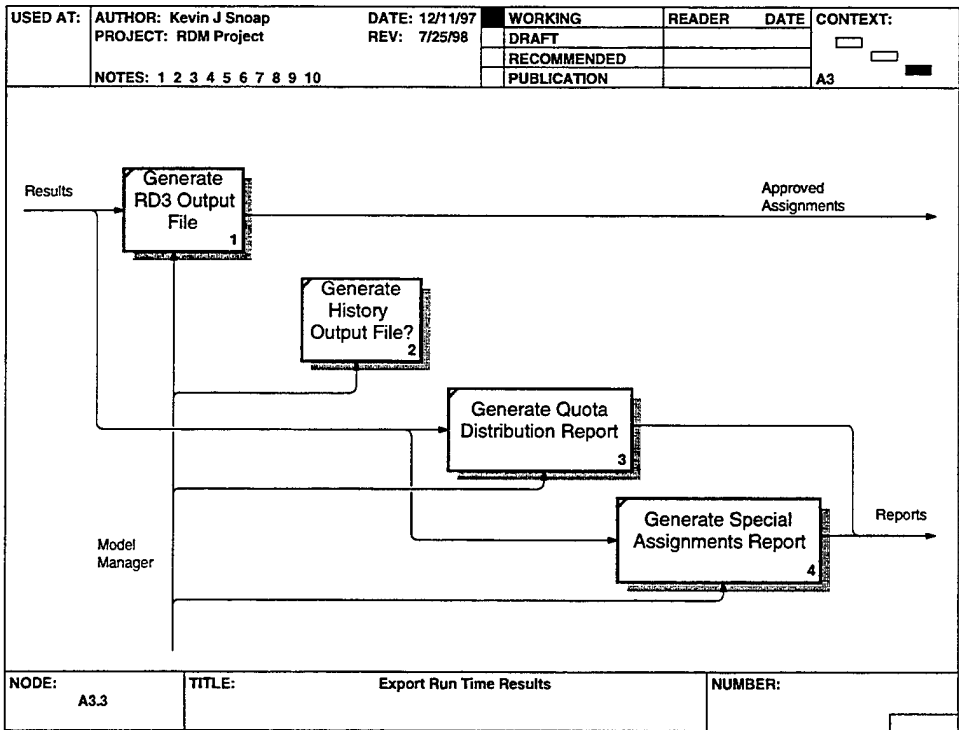 USED AT:
AUTHOR: Kevin J Snoap
DATE: 12/11/97
WORKING
READER
DATE
CONTEXT:
PROJECT: RDM Project
REV: 7/25/98
DRAFT
RECOMMENDED
NOTES: 1 2 3 4 5 6 7 8 9 10
PUBLICATION
A3
Results
Generate
RD3 Output
File
1
Approved
Assignments
Generate
History
Output File?
2
Generate Quota
Distribution Report
3
Generate Special
Assignments Report
4
Reports
Model
Manager
NODE:
A3.3
TITLE:
Export Run Time Results
NUMBER: